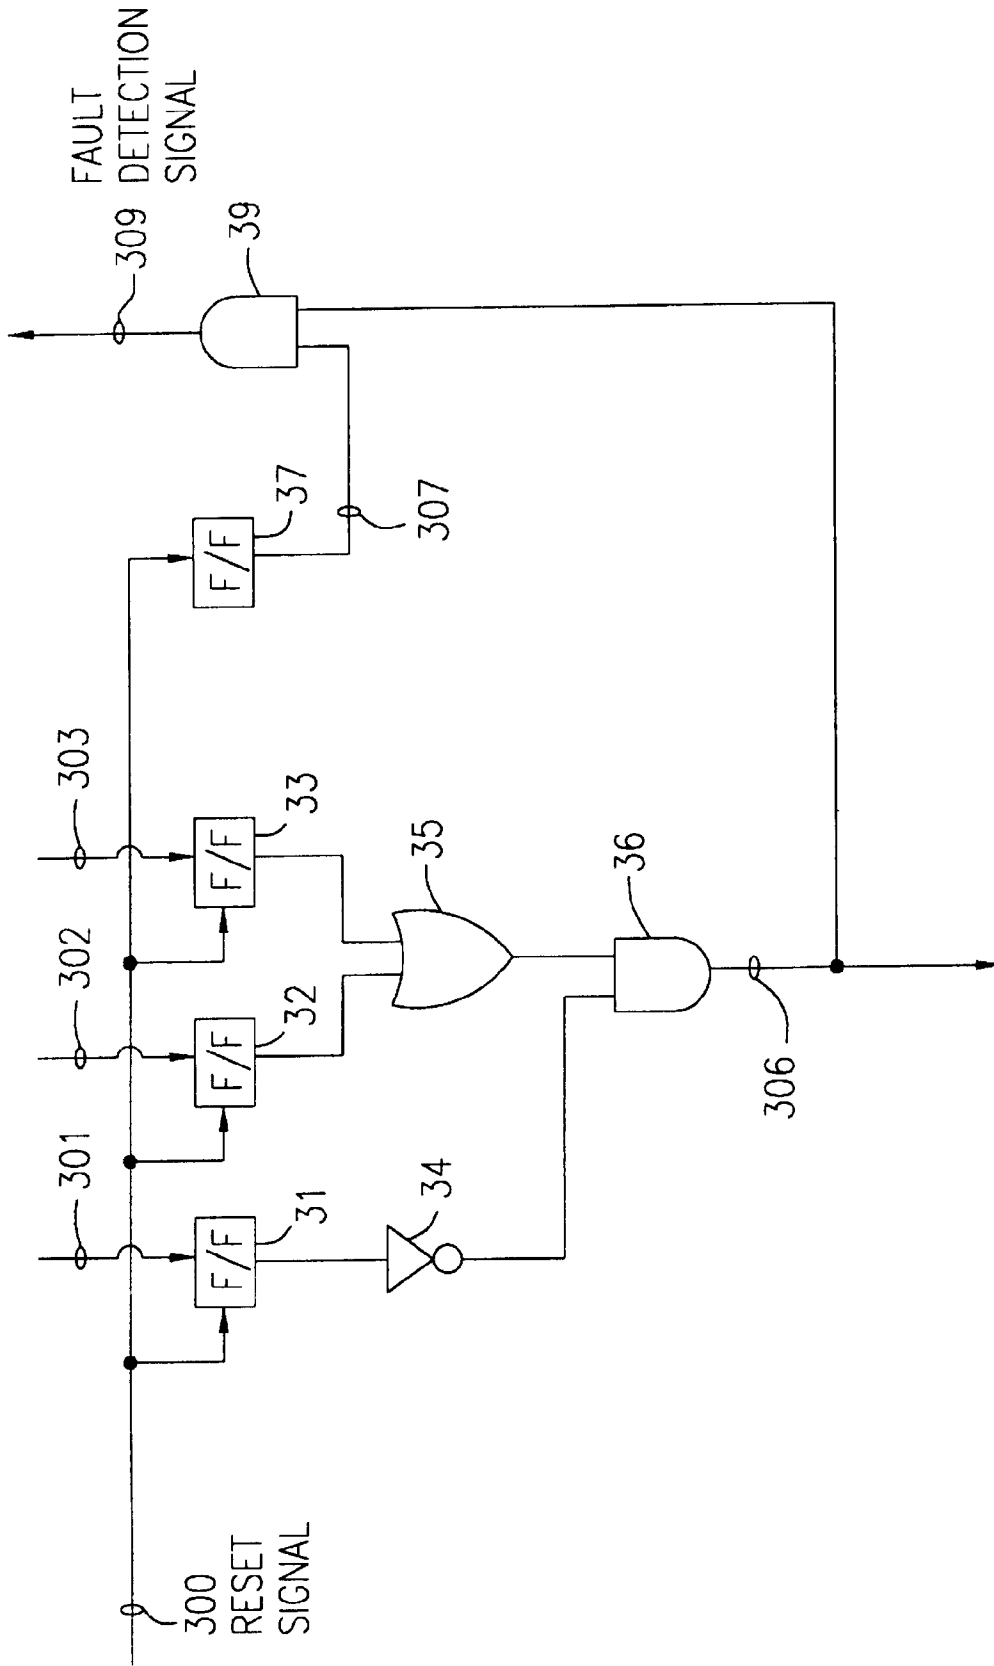 300
RESET
SIGNAL
301
302
303
F/F
31
F/F
32
F/F
33
F/F
37
34
35
36
306
307
39
309
FAULT
DETECTION
SIGNAL